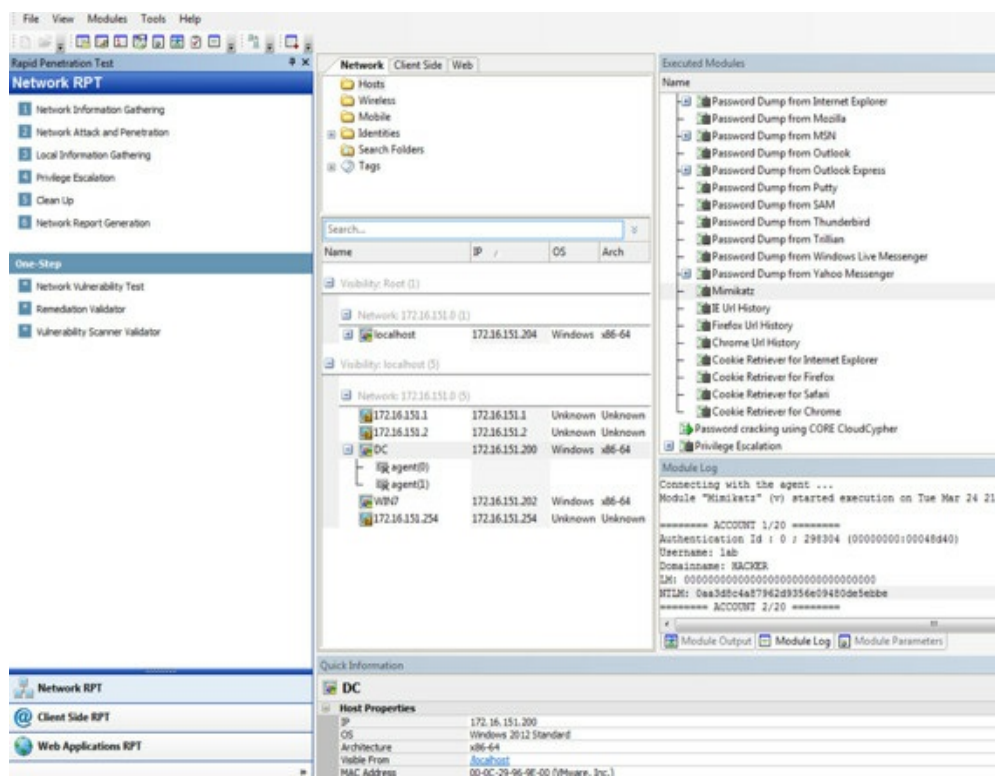 File View Modules Tools Help
Rapid Penetration Test
Network RPT
1 Network Information Gathering
2 Network Attack and Penetration
3 Local Information Gathering
4 Privilege Escalation
5 Clean Up
6 Network Report Generation
One-Step
Network Vulnerability Test
Remediation Validator
Vulnerability Scanner Validator
Network RPT
Client Side RPT
Web Applications RPT
Network Client Side Web
Hosts
Wireless
Mobile
Identities
Search Folders
Tags
Search...
Name IP / OS Arch
Visibility: Root (1)
Network: 172.16.151.0 (1)
localhost 172.16.151.204 Windows x86-64
Visibility: localhost (5)
Network: 172.16.151.0 (5)
172.16.151.1 172.16.151.1 Unknown Unknown
172.16.151.2 172.16.151.2 Unknown Unknown
DC 172.16.151.200 Windows x86-64
agent(0)
agent(1)
WIN7 172.16.151.202 Windows x86-64
172.16.151.254 172.16.151.254 Unknown Unknown
Executed Modules
Name
Password Dump from Internet Explorer
Password Dump from Mozilla
Password Dump from MSN
Password Dump from Outlook
Password Dump from Outlook Express
Password Dump from Putty
Password Dump from SAM
Password Dump from Thunderbird
Password Dump from Trillian
Password Dump from Windows Live Messenger
Password Dump from Yahoo Messenger
Mimikatz
IE Url History
Firefox Url History
Chrome Url History
Cookie Retriever for Internet Explorer
Cookie Retriever for Firefox
Cookie Retriever for Safari
Cookie Retriever for Chrome
Password cracking using CORE CloudCypher
Privilege Escalation
Module Log
Connecting with the agent ...
Module "Mimikatz" (v) started execution on Tue Mar 24 21
======== ACCOUNT 1/20 ========
Authentication Id : 0 ; 298304 (00000000:00048d40)
Username: lab
Domainname: HACKER
LM: 00000000000000000000000000000000
NTLM: 0aa3d8c4a87962d9356e09480de5ebbe
======== ACCOUNT 2/20 ========
Module Output Module Log Module Parameters
Quick Information
DC
Host Properties
IP 172.16.151.200
OS Windows 2012 Standard
Architecture x86-64
Visible From localhost
MAC Address 00-0C-29-96-9E-00 (VMware, Inc.)